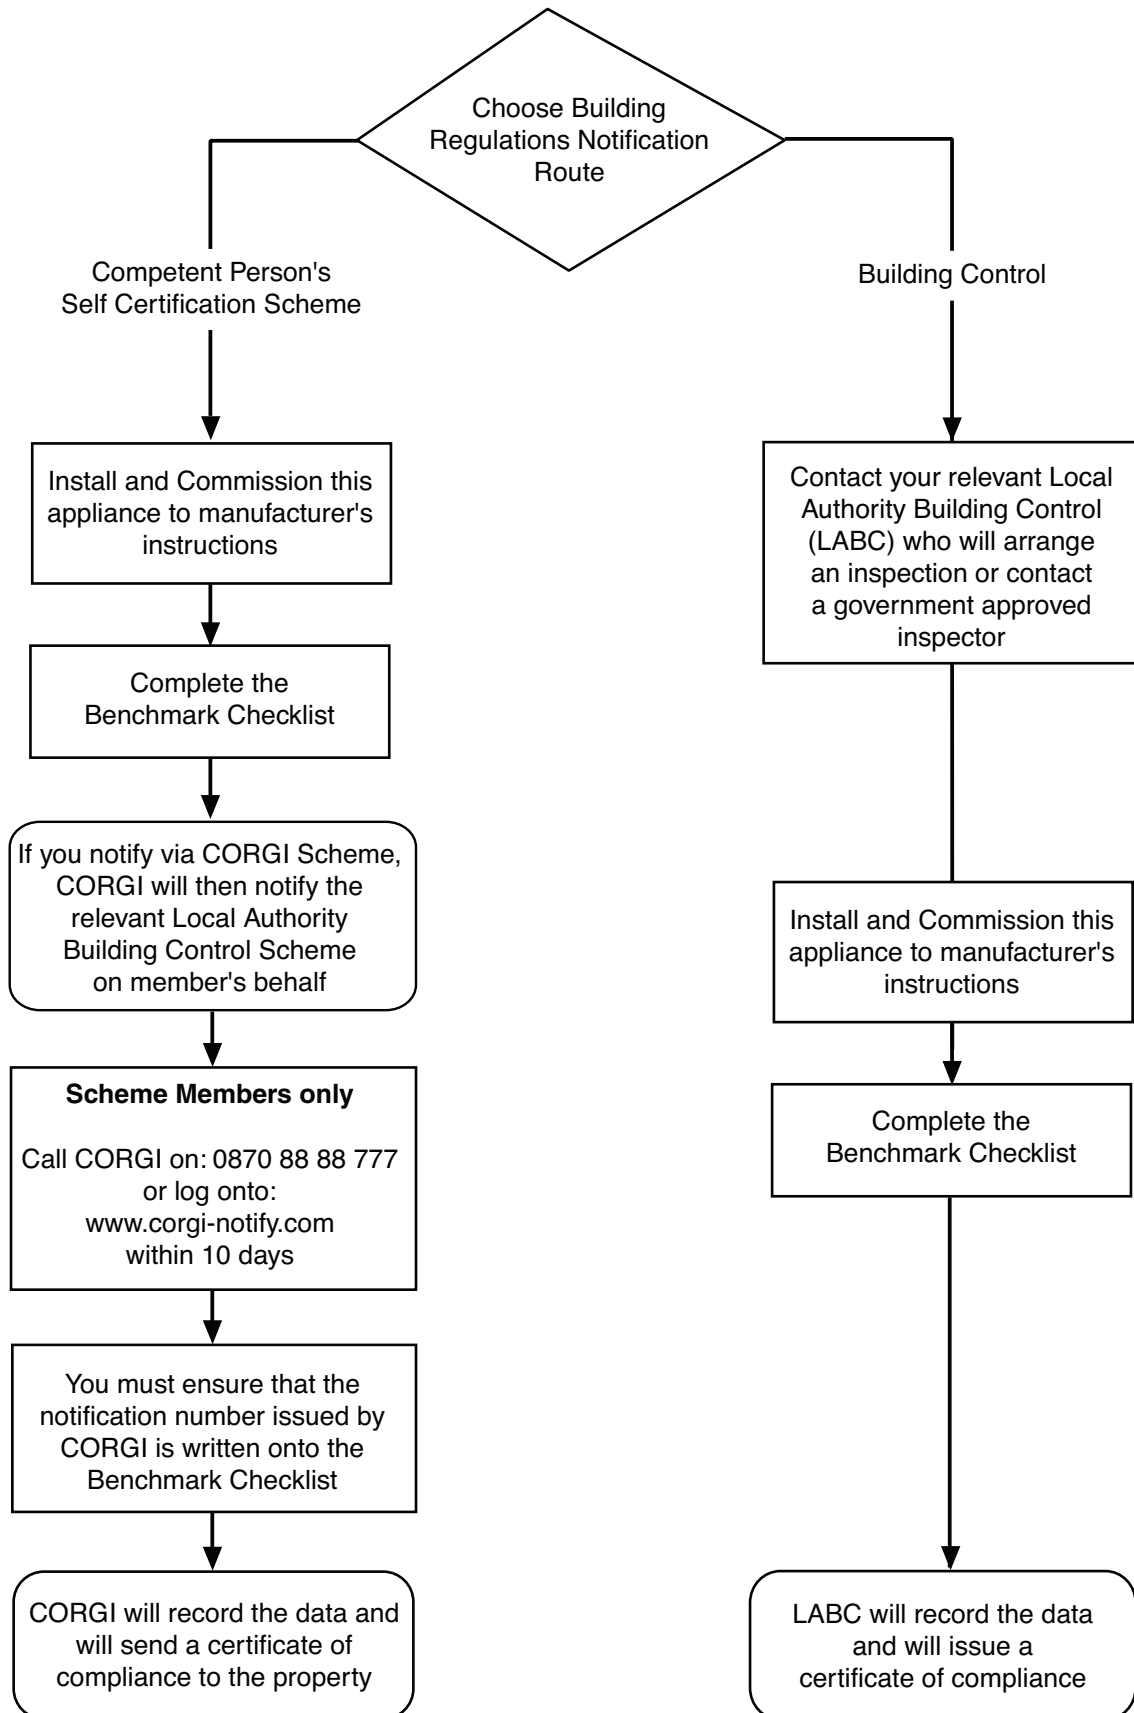 Choose Building
Regulations Notification
Route
Competent Person's
Self Certification Scheme
Install and Commission this
appliance to manufacturer's
instructions
Complete the
Benchmark Checklist
If you notify via CORGI Scheme,
CORGI will then notify the
relevant Local Authority
Building Control Scheme
on member's behalf
Scheme Members only
Call CORGI on: 0870 88 88 777
or log onto:
www.corgi-notify.com
within 10 days
You must ensure that the
notification number issued by
CORGI is written onto the
Benchmark Checklist
CORGI will record the data and
will send a certificate of
compliance to the property
Building Control
Contact your relevant Local
Authority Building Control
(LABC) who will arrange
an inspection or contact
a government approved
inspector
Install and Commission this
appliance to manufacturer's
instructions
Complete the
Benchmark Checklist
LABC will record the data
and will issue a
certificate of compliance